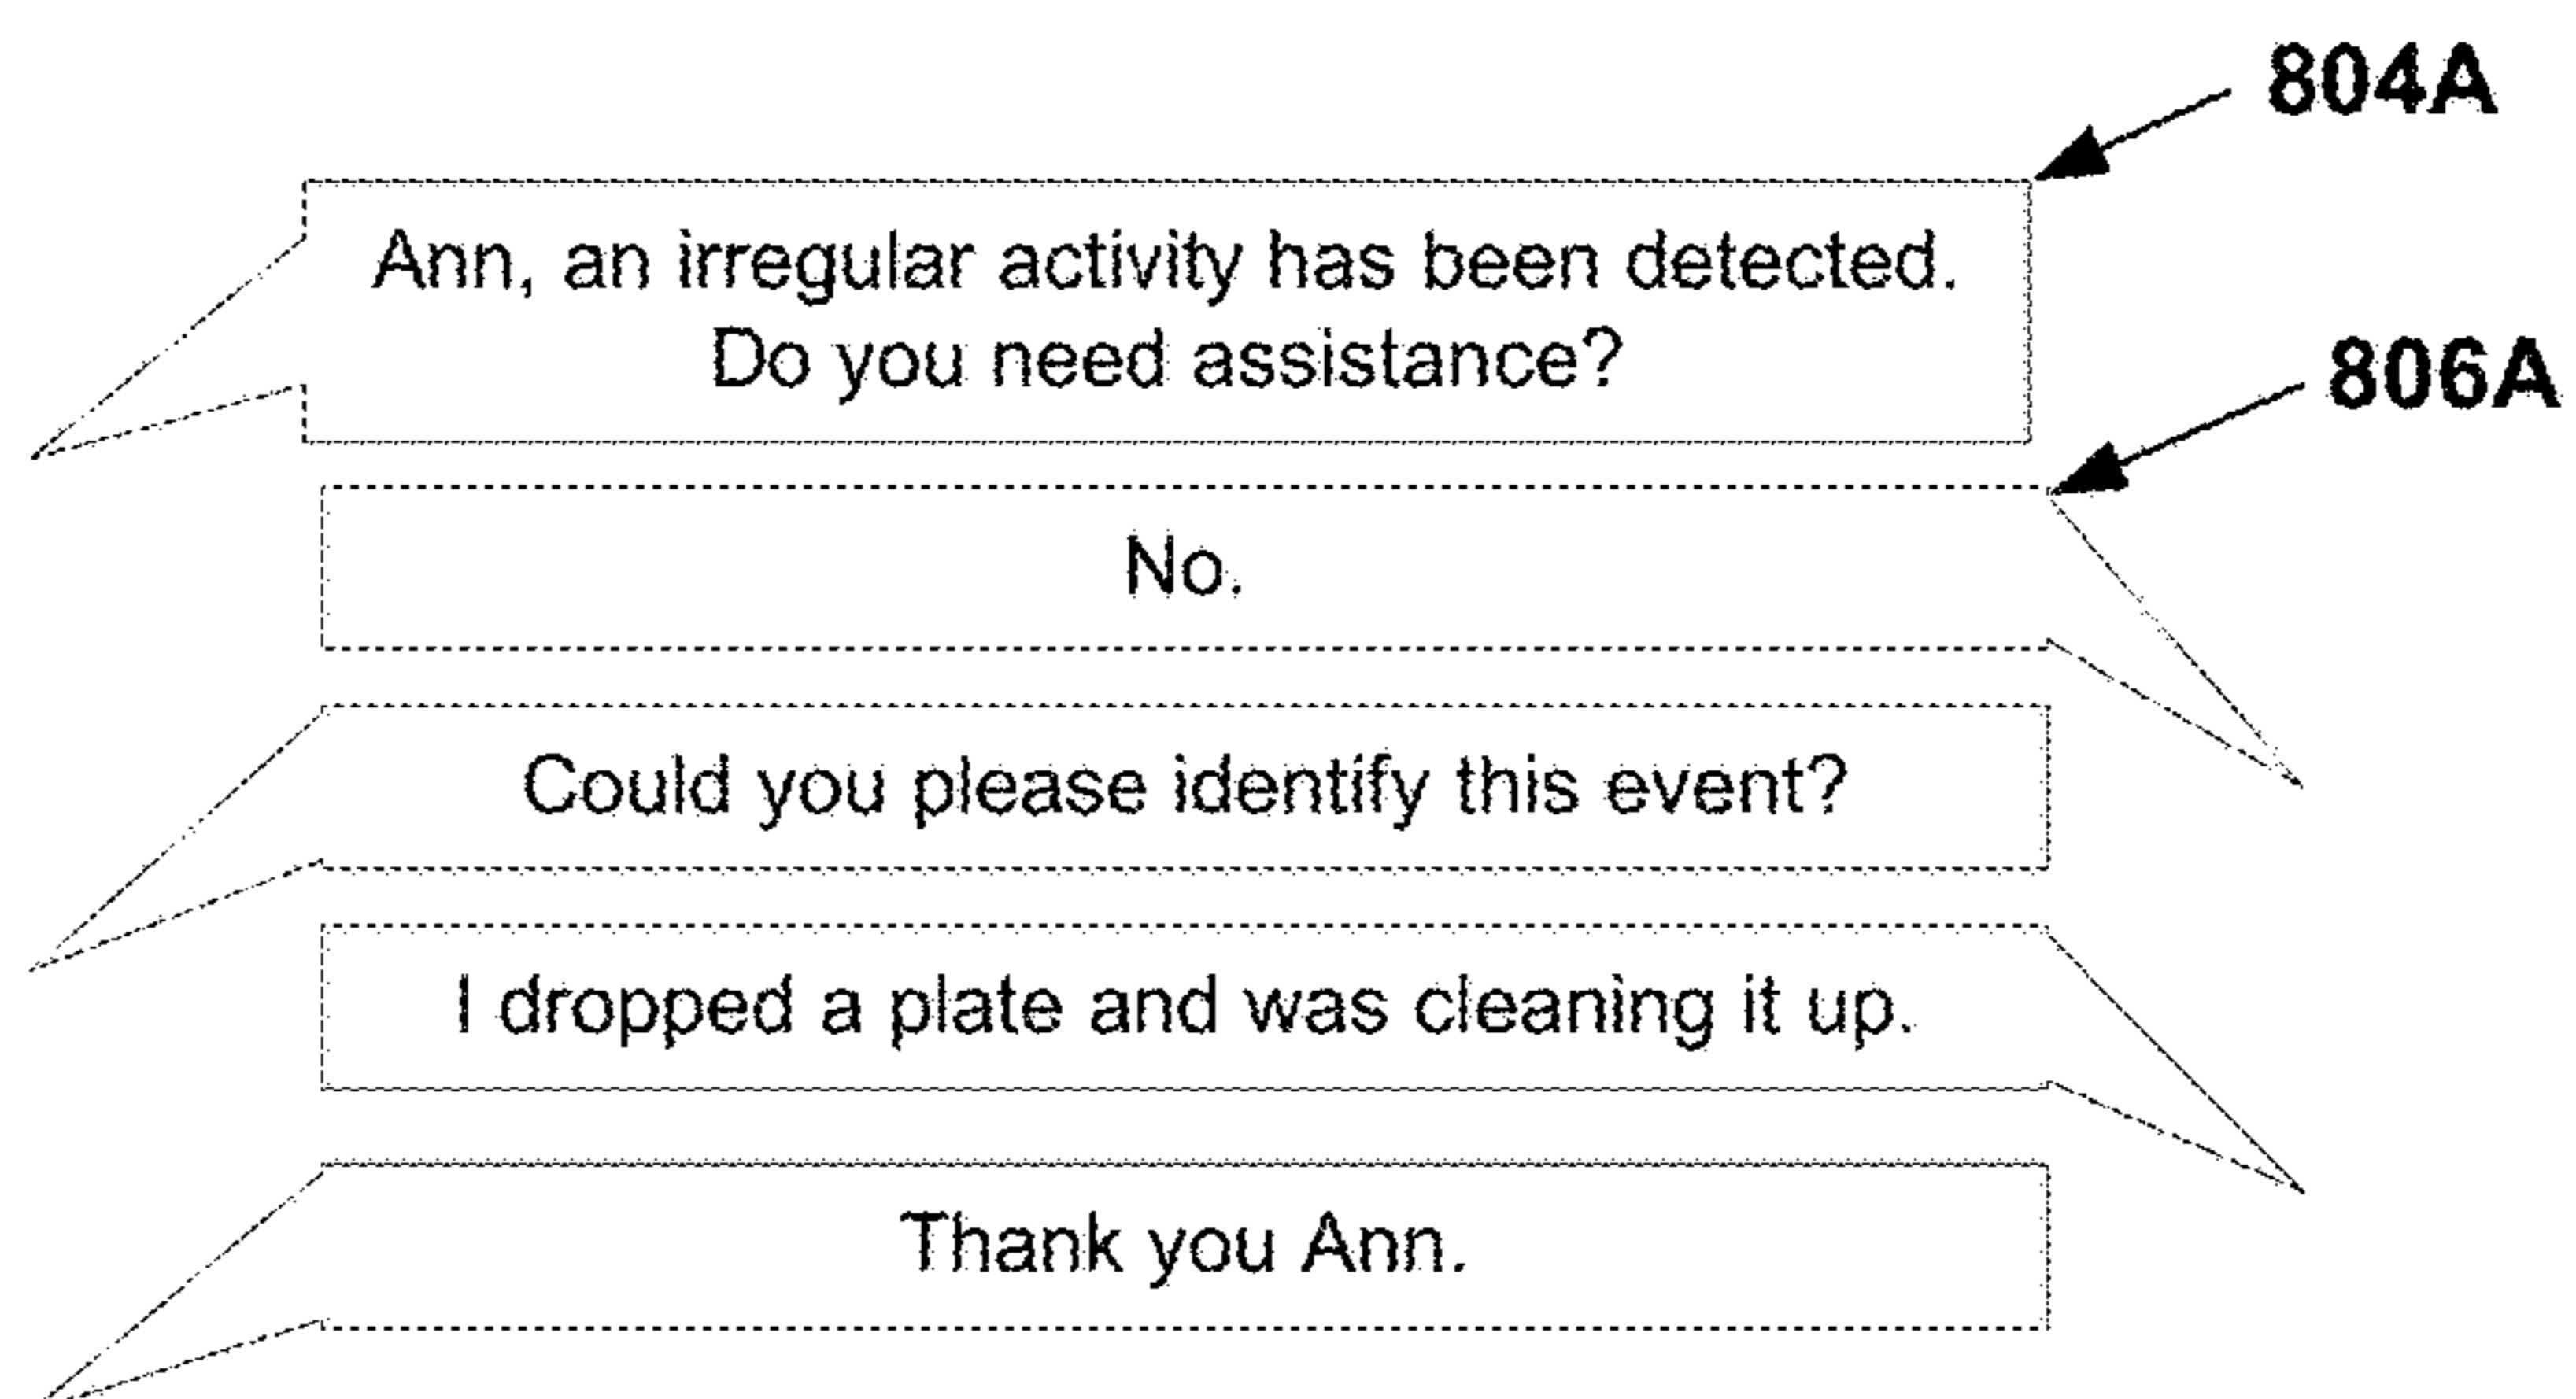 804A
Ann, an irregular activity has been detected.
Do you need assistance?
806A
No.
Could you please identify this event?
I dropped a plate and was cleaning it up.
Thank you Ann.